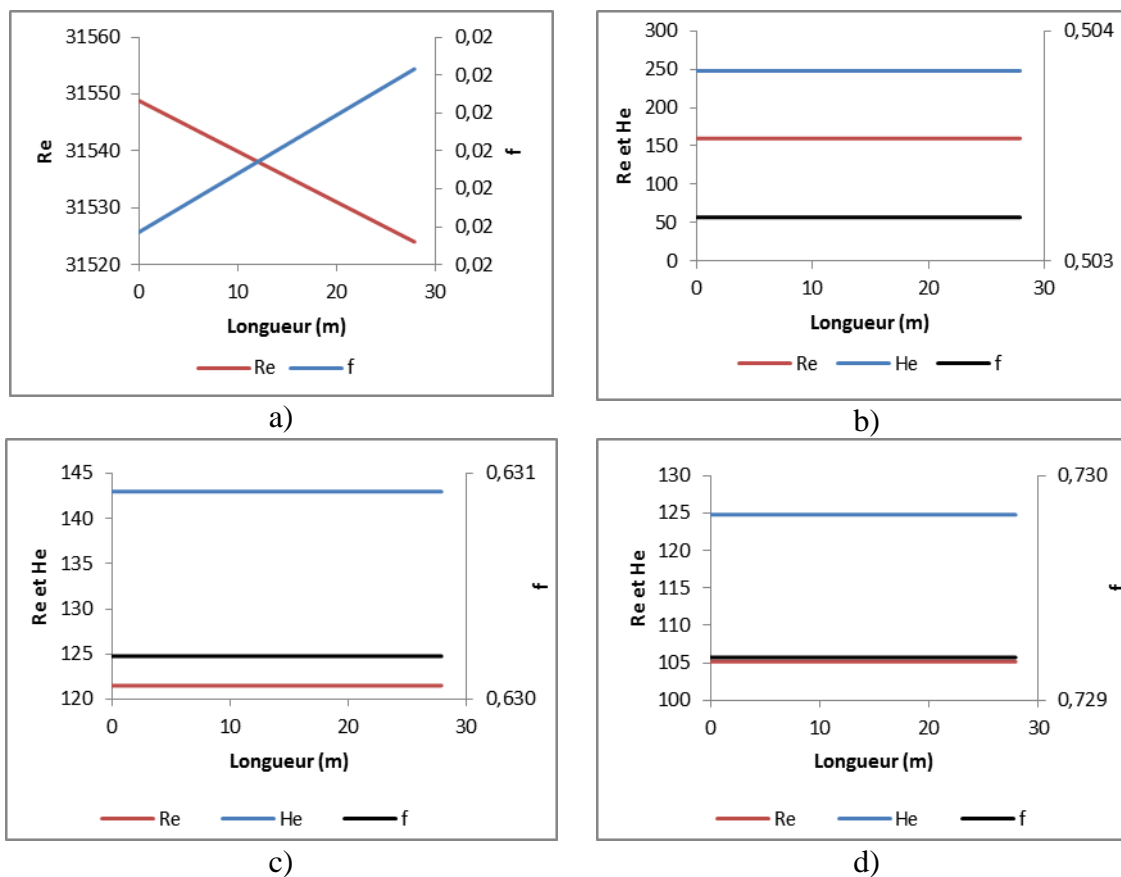 31560
31550
31540
31530
31520
Re
0,02
0,02
0,02
0,02
0,02
0,02
0,02
f
0 10 20 30
Longueur (m)
Re f
a)
300
250
200
150
100
50
0
Re et He
0,504
0,503
0 10 20 30
Longueur (m)
Re He f
b)
145
140
135
130
125
120
Re et He
0,631
0,630
f
0 10 20 30
Longueur (m)
Re He f
c)
130
125
120
115
110
105
100
Re et He
0,730
0,729
f
0 10 20 30
Longueur (m)
Re He f
d)